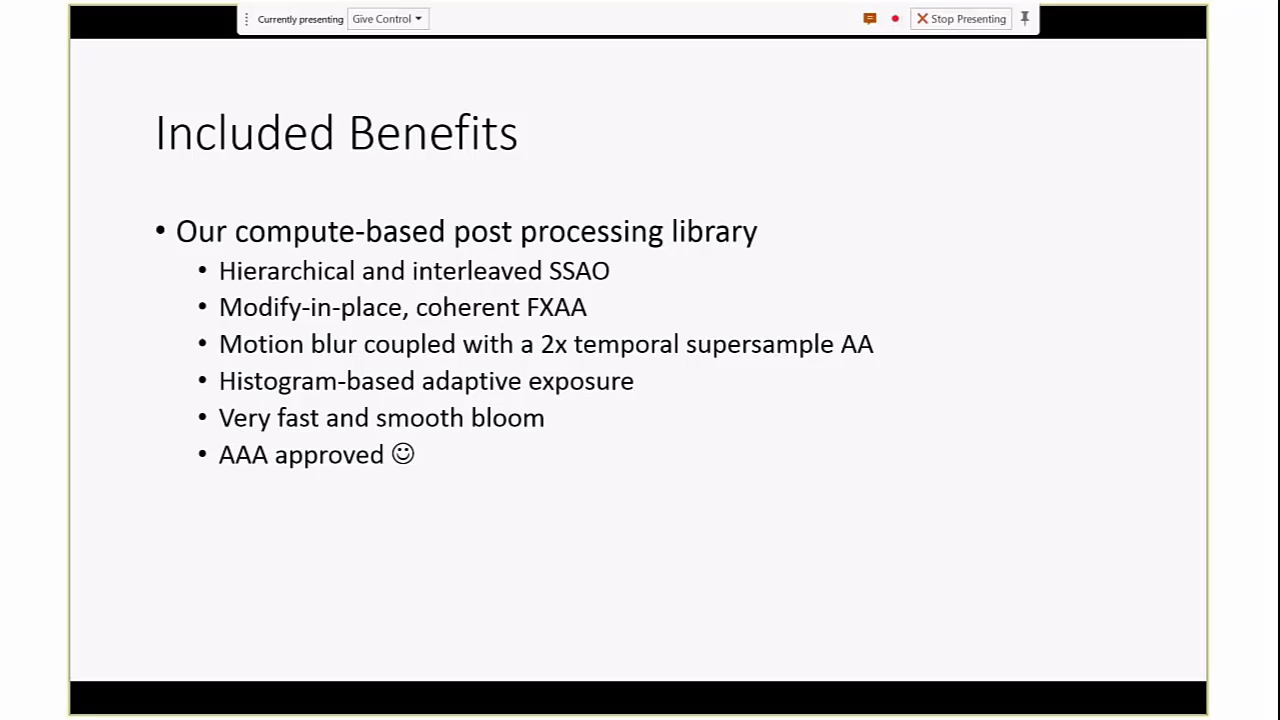 Currently presenting Give Control Stop Presenting
Included Benefits
• Our compute-based post processing library
• Hierarchical and interleaved SSAO
• Modify-in-place, coherent FXAA
• Motion blur coupled with a 2x temporal supersample AA
• Histogram-based adaptive exposure
• Very fast and smooth bloom
• AAA approved ☺